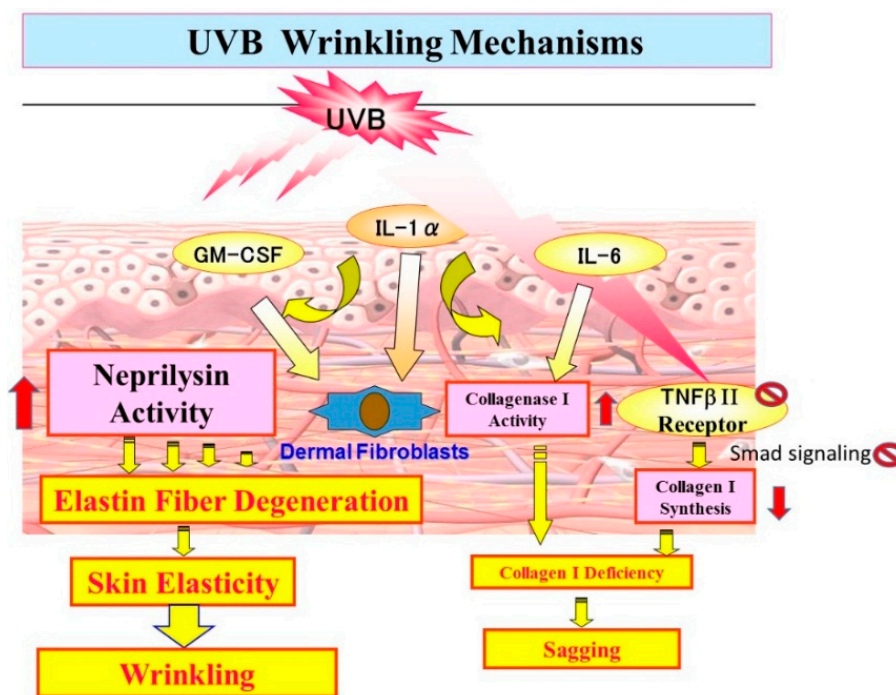 UVB Wrinkling Mechanisms
UVB
IL-1 α
GM-CSF
IL-6
Neprilysin
Activity
Collagenase I
Activity
TNFβ II
Receptor
Dermal Fibroblasts
Smad signaling
Elastin Fiber Degeneration
Collagen I
Synthesis
Skin Elasticity
Collagen I Deficiency
Wrinkling
Sagging